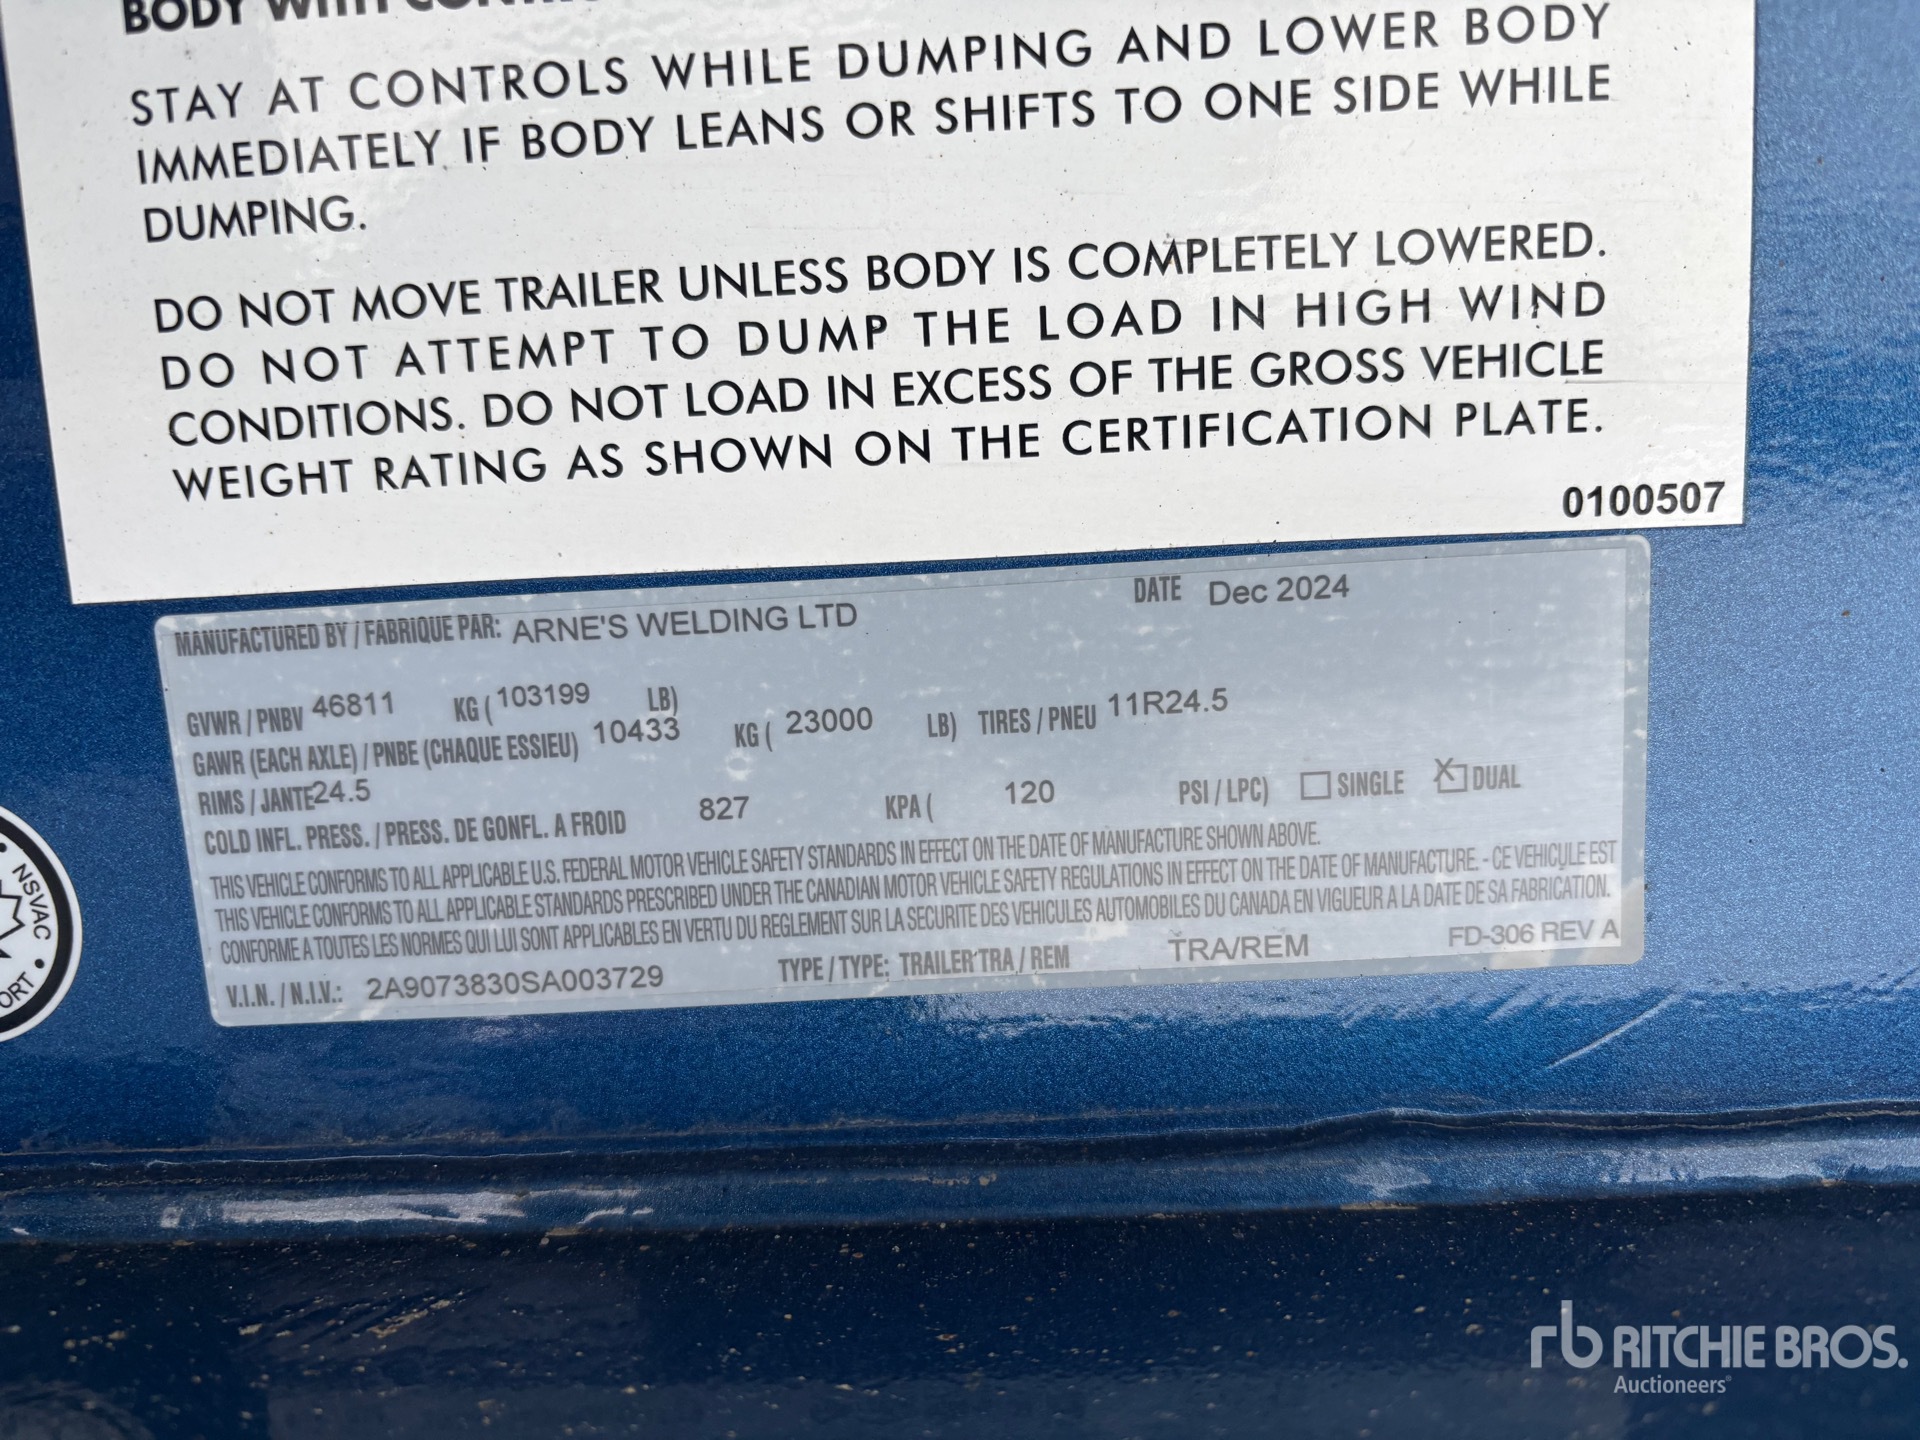 BODY WITH
STAY AT CONTROLS WHILE DUMPING AND LOWER BODY
IMMEDIATELY IF BODY LEANS OR SHIFTS TO ONE SIDE WHILE
DUMPING.
DO NOT MOVE TRAILER UNLESS BODY IS COMPLETELY LOWERED.
DO NOT ATTEMPT TO DUMP THE LOAD IN HIGH WIND
CONDITIONS. DO NOT LOAD IN EXCESS OF THE GROSS VEHICLE
WEIGHT RATING AS SHOWN ON THE CERTIFICATION PLATE.
0100507
MANUFACTURED BY / FABRIQUE PAR: ARNE'S WELDING LTD DATE Dec 2024
GVWR / PNBV 46811 KG ( 103199 LB)
GAWR (EACH AXLE) / PNBE (CHAQUE ESSIEU) 10433 KG ( 23000 LB) TIRES / PNEU 11R24.5
RIMS / JANTE 24.5
COLD INFL. PRESS. / PRESS. DE GONFL. A FROID 827 KPA ( 120 PSI / LPC) SINGLE X DUAL
THIS VEHICLE CONFORMS TO ALL APPLICABLE U.S. FEDERAL MOTOR VEHICLE SAFETY STANDARDS IN EFFECT ON THE DATE OF MANUFACTURE SHOWN ABOVE.
THIS VEHICLE CONFORMS TO ALL APPLICABLE STANDARDS PRESCRIBED UNDER THE CANADIAN MOTOR VEHICLE SAFETY REGULATIONS IN EFFECT ON THE DATE OF MANUFACTURE. - CE VEHICULE EST
CONFORME A TOUTES LES NORMES QUI LUI SONT APPLICABLES EN VERTU DU REGLEMENT SUR LA SECURITE DES VEHICULES AUTOMOBILES DU CANADA EN VIGUEUR A LA DATE DE SA FABRICATION.
V.I.N. / N.I.V.: 2A9073830SA003729 TYPE / TYPE: TRAILER TRA / REM TRA/REM FD-306 REV A
NSVAC
rb RITCHIE BROS.
Auctioneers